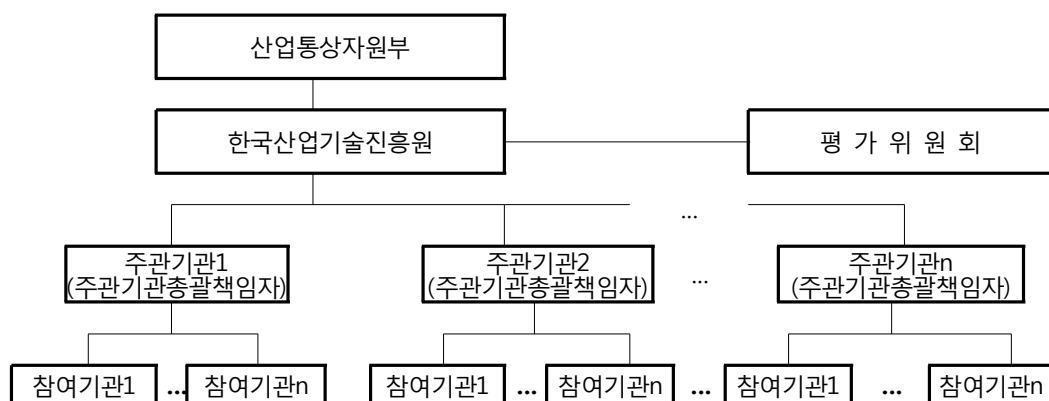 산업통상자원부
한국산업기술진흥원
평 가 위 원 회
...
주관기관1
(주관기관총괄책임자)
주관기관2
(주관기관총괄책임자)
...
주관기관n
(주관기관총괄책임자)
참여기관1 ... 참여기관n 참여기관1 ... 참여기관n ... 참여기관1 ... 참여기관n